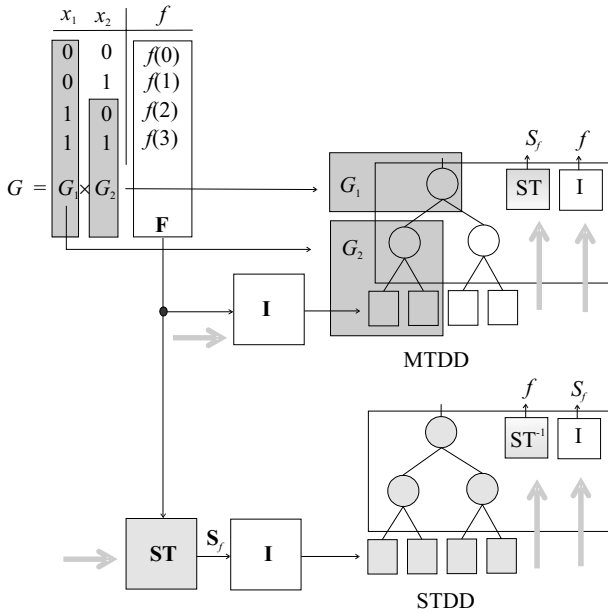 x₁ x₂ f
0 0 f(0)
0 1 f(1)
1 0 f(2)
1 1 f(3)
G = G₁ × G₂
F
S_f f
G₁ ST I
G₂
I
MTDD
f S_f
ST⁻¹ I
ST S_f I
STDD